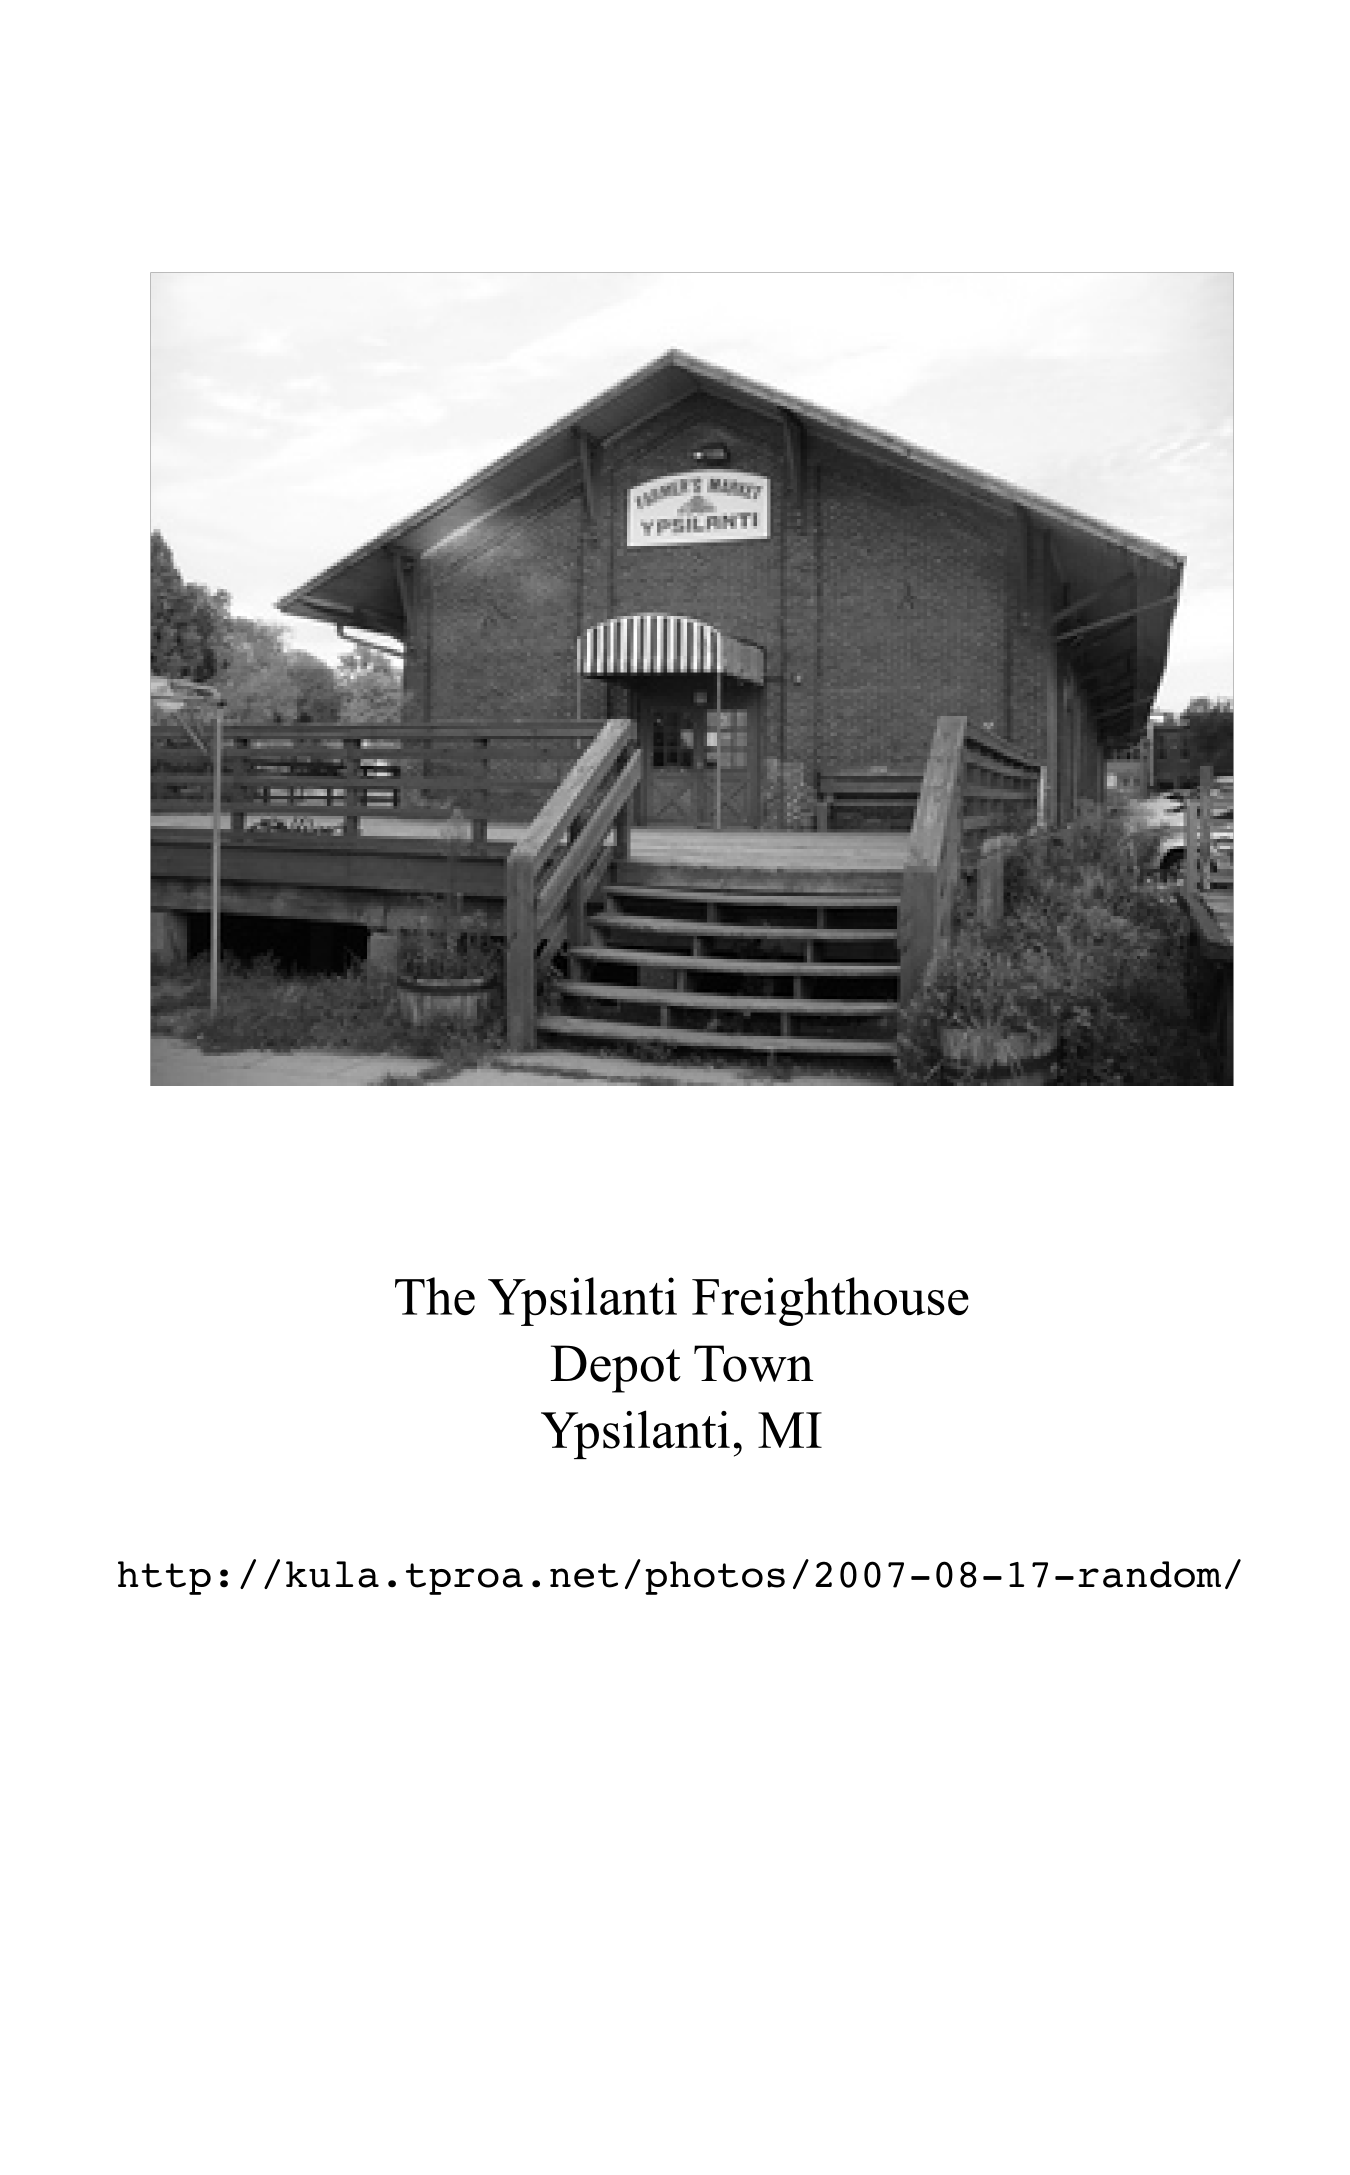 FARMER'S MARKET
YPSILANTI
The Ypsilanti Freighthouse
Depot Town
Ypsilanti, MI
http://kula.tproa.net/photos/2007-08-17-random/